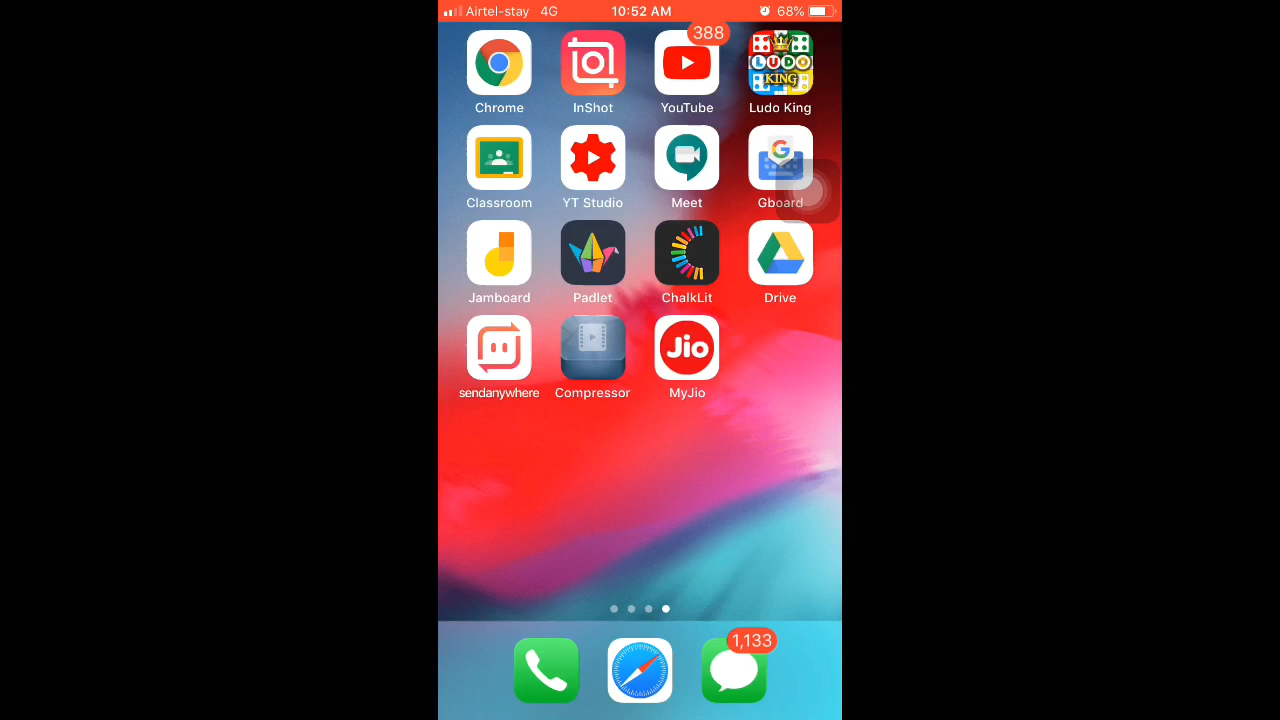 Airtel-stay 4G 10:52 AM 68%
388
LUDO
KING
Chrome InShot YouTube Ludo King
G
Classroom YT Studio Meet Gboard
Jamboard Padlet ChalkLit Drive
Jio
sendanywhere Compressor MyJio
1,133